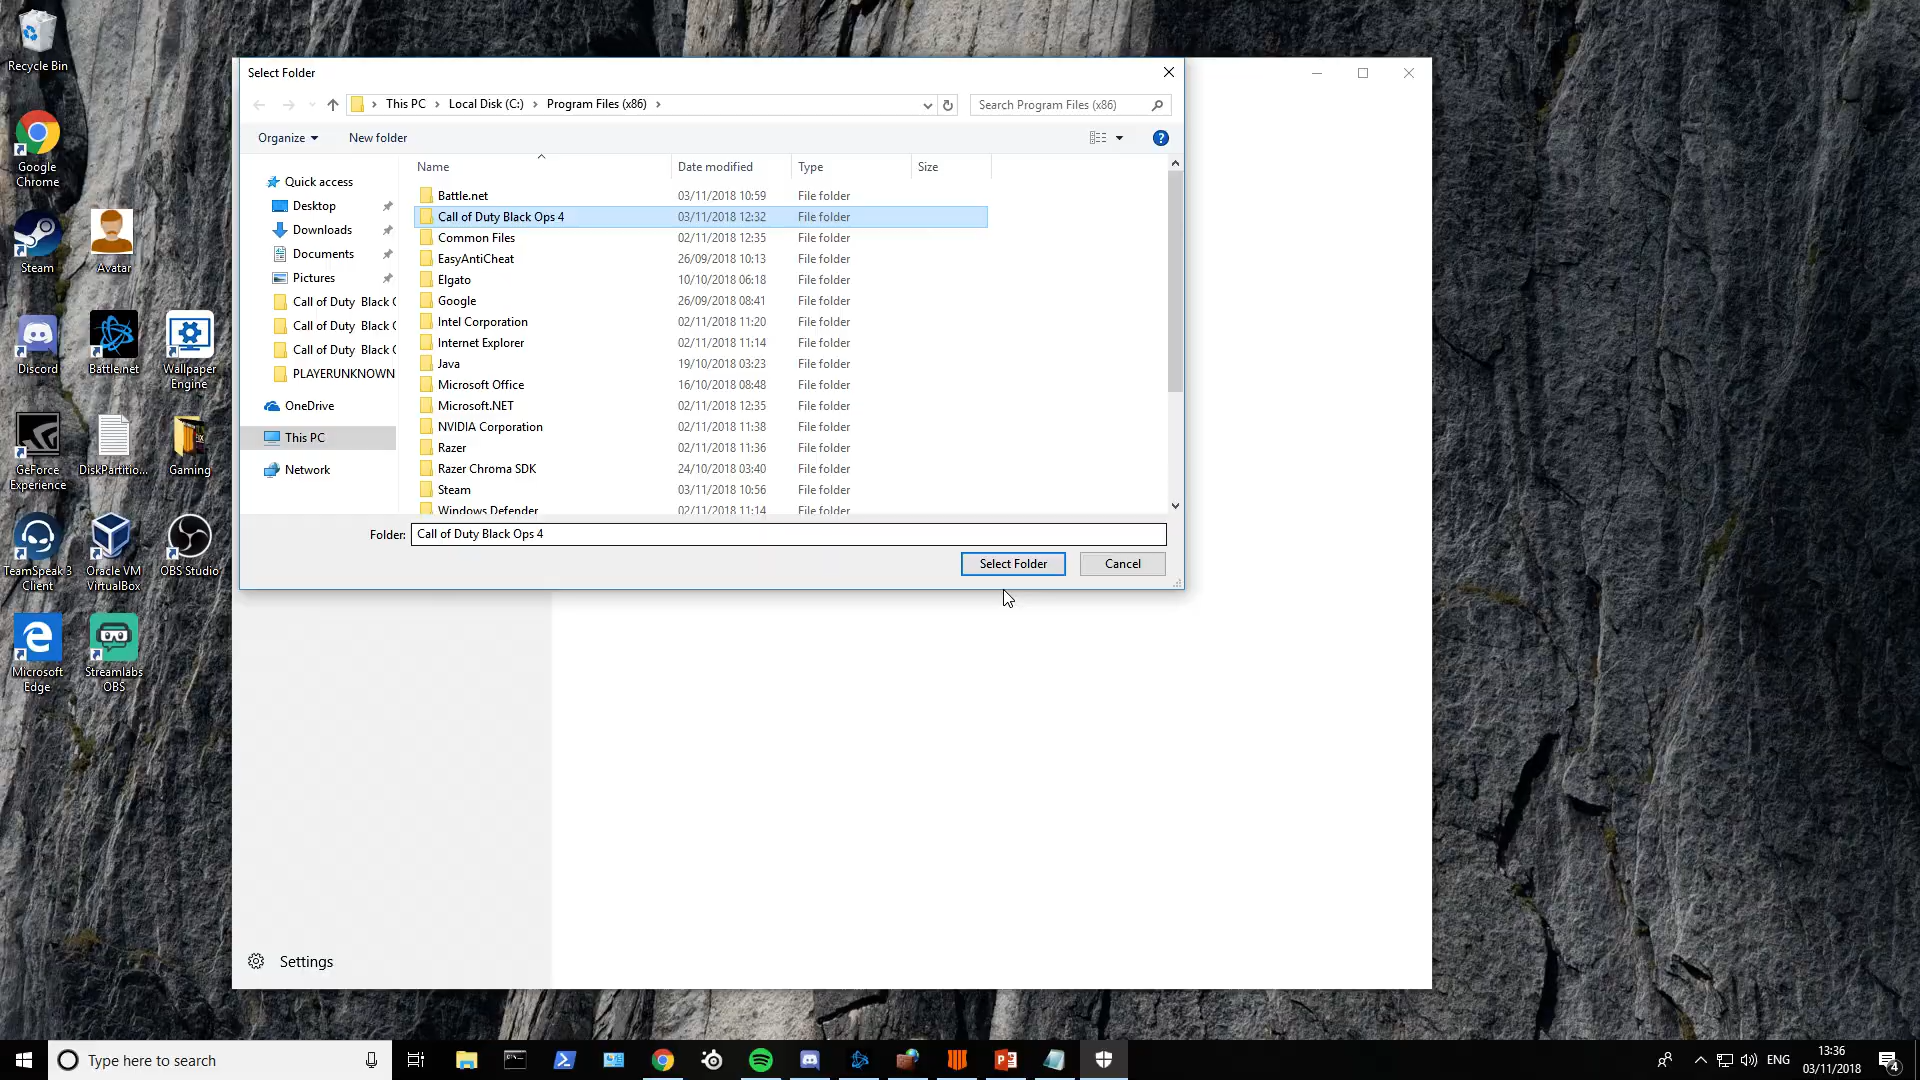 Recycle Bin
Google
Chrome
Steam
Avatar
Discord
Battle.net
Wallpaper
Engine
GeForce
Experience
DiskPartitio...
Gaming
TeamSpeak 3
Client
Oracle VM
VirtualBox
OBS Studio
Microsoft
Edge
Streamlabs
OBS
Select Folder
This PC
Local Disk (C:)
Program Files (x86)
Search Program Files (x86)
Organize
New folder
?
Quick access
Desktop
Downloads
Documents
Pictures
Call of Duty Black
Call of Duty Black
Call of Duty Black
PLAYERUNKNOWN
OneDrive
This PC
Network
Name Date modified Type Size
Battle.net 03/11/2018 10:59 File folder
Call of Duty Black Ops 4 03/11/2018 12:32 File folder
Common Files 02/11/2018 12:35 File folder
EasyAntiCheat 26/09/2018 10:13 File folder
Elgato 10/10/2018 06:18 File folder
Google 26/09/2018 08:41 File folder
Intel Corporation 02/11/2018 11:20 File folder
Internet Explorer 02/11/2018 11:14 File folder
Java 19/10/2018 03:23 File folder
Microsoft Office 16/10/2018 08:48 File folder
Microsoft.NET 02/11/2018 12:35 File folder
NVIDIA Corporation 02/11/2018 11:38 File folder
Razer 02/11/2018 11:36 File folder
Razer Chroma SDK 24/10/2018 03:40 File folder
Steam 03/11/2018 10:56 File folder
Windows Defender 02/11/2018 11:14 File folder
Folder: Call of Duty Black Ops 4
Select Folder
Cancel
Settings
Type here to search
ENG
13:36
03/11/2018
4